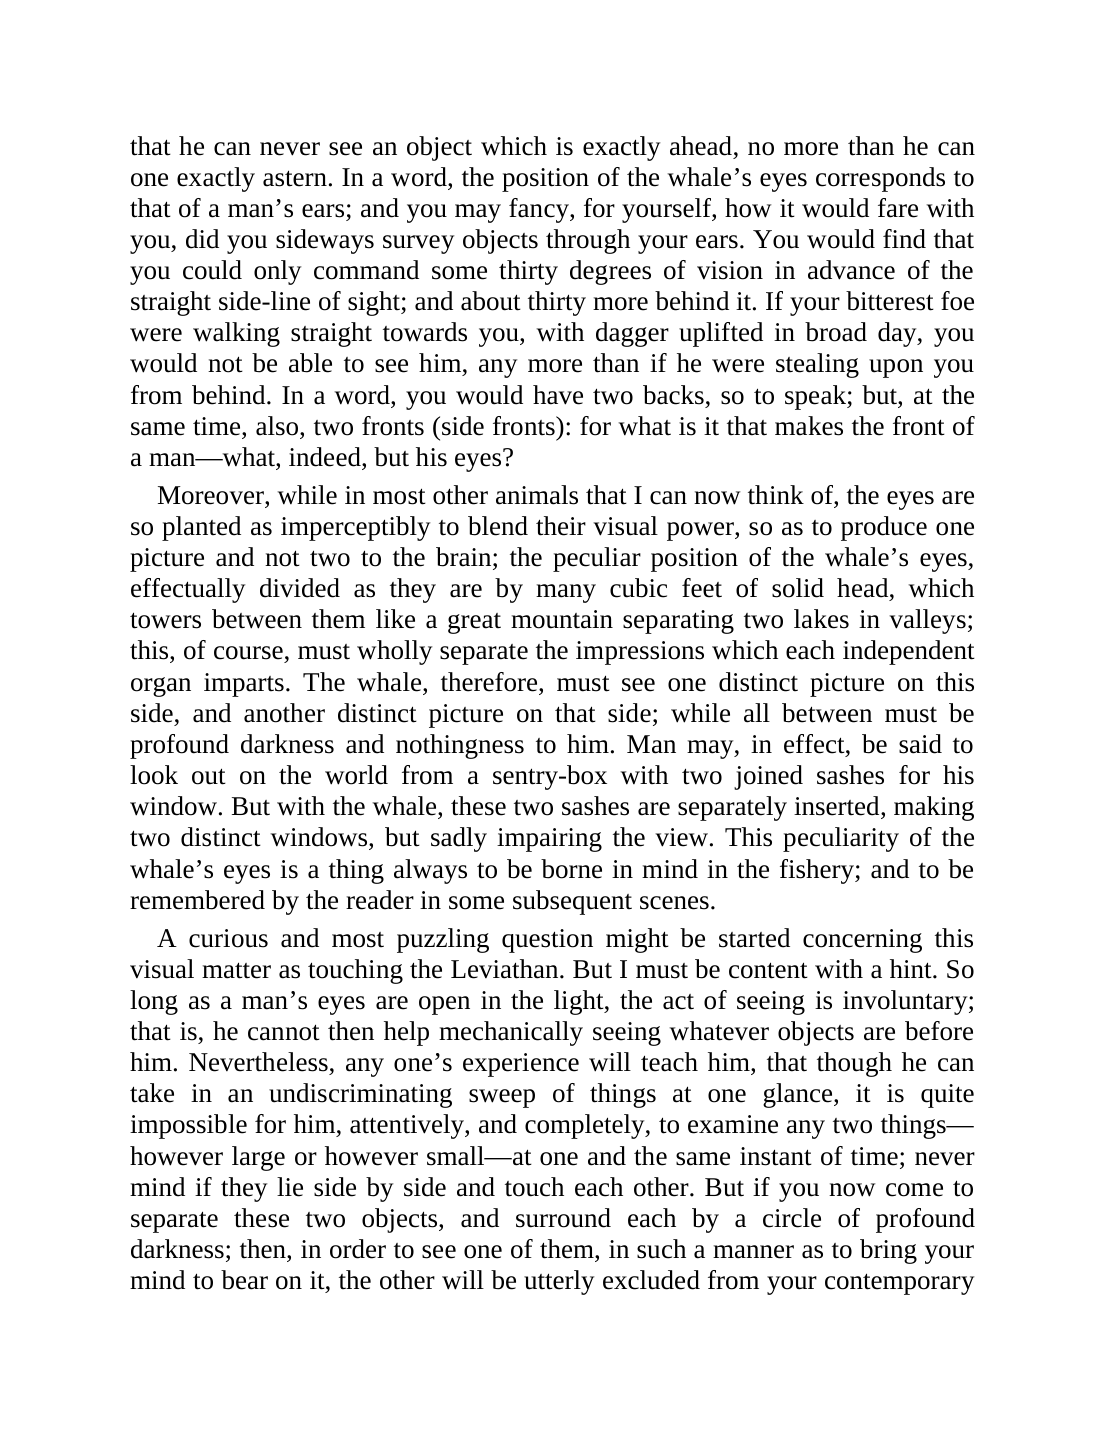 that he can never see an object which is exactly ahead, no more than he can
one exactly astern. In a word, the position of the whale’s eyes corresponds to
that of a man’s ears; and you may fancy, for yourself, how it would fare with
you, did you sideways survey objects through your ears. You would find that
you could only command some thirty degrees of vision in advance of the
straight side-line of sight; and about thirty more behind it. If your bitterest foe
were walking straight towards you, with dagger uplifted in broad day, you
would not be able to see him, any more than if he were stealing upon you
from behind. In a word, you would have two backs, so to speak; but, at the
same time, also, two fronts (side fronts): for what is it that makes the front of
a man—what, indeed, but his eyes?
Moreover, while in most other animals that I can now think of, the eyes are
so planted as imperceptibly to blend their visual power, so as to produce one
picture and not two to the brain; the peculiar position of the whale’s eyes,
effectually divided as they are by many cubic feet of solid head, which
towers between them like a great mountain separating two lakes in valleys;
this, of course, must wholly separate the impressions which each independent
organ imparts. The whale, therefore, must see one distinct picture on this
side, and another distinct picture on that side; while all between must be
profound darkness and nothingness to him. Man may, in effect, be said to
look out on the world from a sentry-box with two joined sashes for his
window. But with the whale, these two sashes are separately inserted, making
two distinct windows, but sadly impairing the view. This peculiarity of the
whale’s eyes is a thing always to be borne in mind in the fishery; and to be
remembered by the reader in some subsequent scenes.
A curious and most puzzling question might be started concerning this
visual matter as touching the Leviathan. But I must be content with a hint. So
long as a man’s eyes are open in the light, the act of seeing is involuntary;
that is, he cannot then help mechanically seeing whatever objects are before
him. Nevertheless, any one’s experience will teach him, that though he can
take in an undiscriminating sweep of things at one glance, it is quite
impossible for him, attentively, and completely, to examine any two things—
however large or however small—at one and the same instant of time; never
mind if they lie side by side and touch each other. But if you now come to
separate these two objects, and surround each by a circle of profound
darkness; then, in order to see one of them, in such a manner as to bring your
mind to bear on it, the other will be utterly excluded from your contemporary